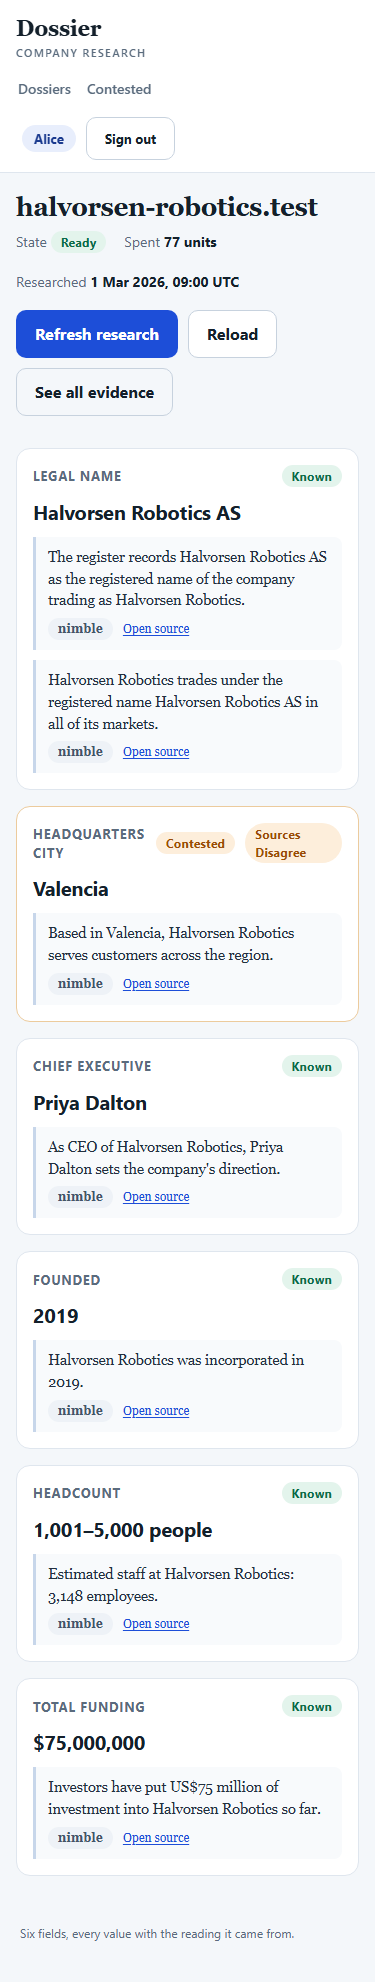 Dossier
COMPANY RESEARCH
Dossiers Contested
Alice Sign out
halvorsen-robotics.test
State Ready Spent 77 units
Researched 1 Mar 2026, 09:00 UTC
Refresh research Reload
See all evidence
LEGAL NAME Known
Halvorsen Robotics AS
The register records Halvorsen Robotics AS
as the registered name of the company
trading as Halvorsen Robotics.
nimble Open source
Halvorsen Robotics trades under the
registered name Halvorsen Robotics AS in
all of its markets.
nimble Open source
HEADQUARTERS
CITY
Contested
Sources
Disagree
Valencia
Based in Valencia, Halvorsen Robotics
serves customers across the region.
nimble Open source
CHIEF EXECUTIVE Known
Priya Dalton
As CEO of Halvorsen Robotics, Priya
Dalton sets the company's direction.
nimble Open source
FOUNDED Known
2019
Halvorsen Robotics was incorporated in
2019.
nimble Open source
HEADCOUNT Known
1,001–5,000 people
Estimated staff at Halvorsen Robotics:
3,148 employees.
nimble Open source
TOTAL FUNDING Known
$75,000,000
Investors have put US$75 million of
investment into Halvorsen Robotics so far.
nimble Open source
Six fields, every value with the reading it came from.